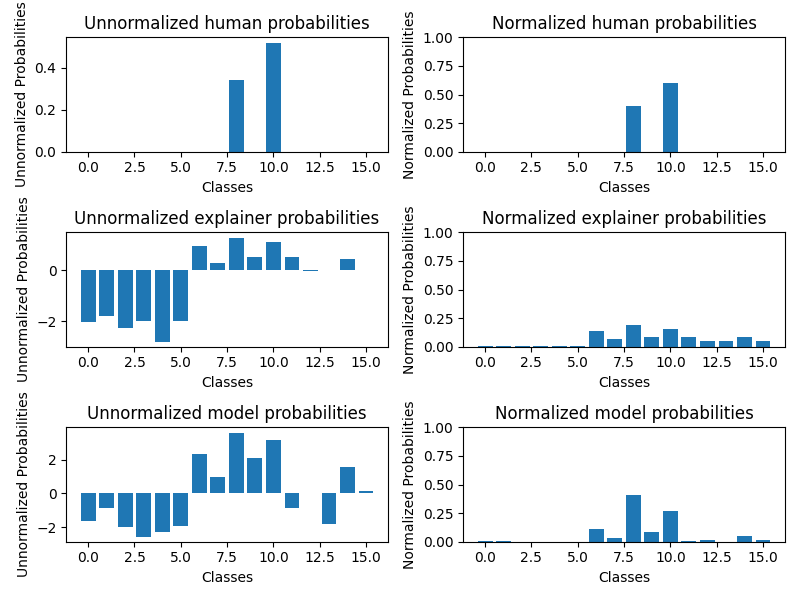 Unnormalized human probabilities
Unnormalized Probabilities
0.4
0.2
0.0
0.0 2.5 5.0 7.5 10.0 12.5 15.0
Classes
Normalized human probabilities
Normalized Probabilities
1.00
0.75
0.50
0.25
0.00
0.0 2.5 5.0 7.5 10.0 12.5 15.0
Classes
Unnormalized explainer probabilities
Unnormalized Probabilities
0
−2
0.0 2.5 5.0 7.5 10.0 12.5 15.0
Classes
Normalized explainer probabilities
Normalized Probabilities
1.00
0.75
0.50
0.25
0.00
0.0 2.5 5.0 7.5 10.0 12.5 15.0
Classes
Unnormalized model probabilities
Unnormalized Probabilities
2
0
−2
0.0 2.5 5.0 7.5 10.0 12.5 15.0
Classes
Normalized model probabilities
Normalized Probabilities
1.00
0.75
0.50
0.25
0.00
0.0 2.5 5.0 7.5 10.0 12.5 15.0
Classes